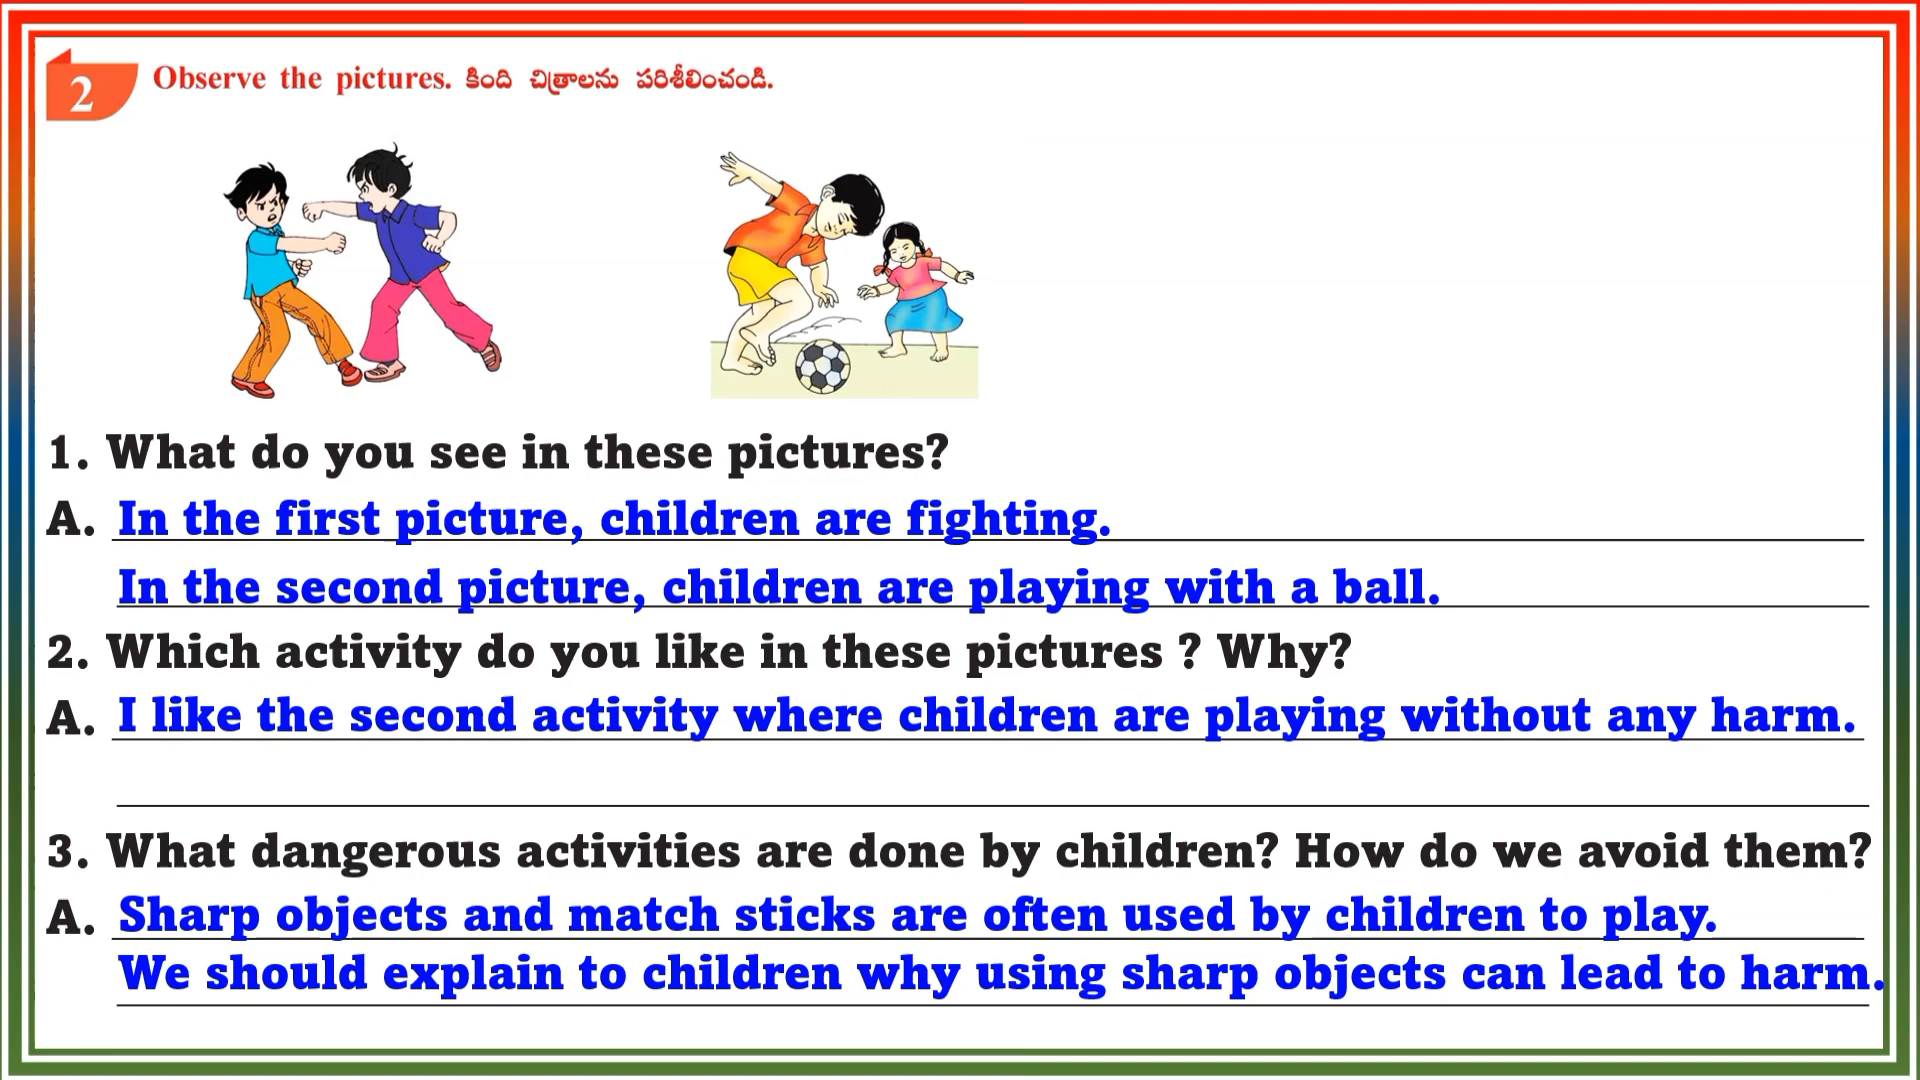 2
Observe the pictures. కింది చిత్రాలను పరిశీలించండి.
1. What do you see in these pictures?
A. In the first picture, children are fighting.
In the second picture, children are playing with a ball.
2. Which activity do you like in these pictures ? Why?
A. I like the second activity where children are playing without any harm.
3. What dangerous activities are done by children? How do we avoid them?
A. Sharp objects and match sticks are often used by children to play.
We should explain to children why using sharp objects can lead to harm.